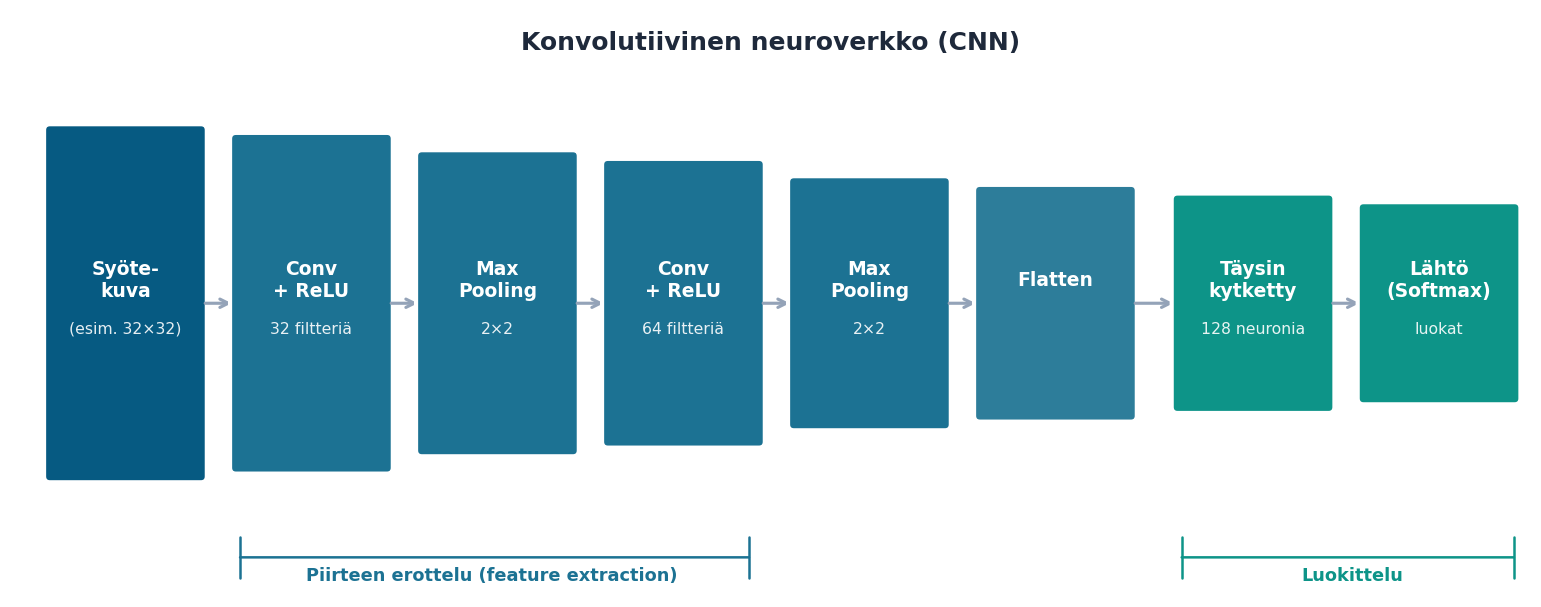 Konvolutiivinen neuroverkko (CNN)
Syöte-
kuva
(esim. 32×32)
Conv
+ ReLU
32 filtteriä
Max
Pooling
2×2
Conv
+ ReLU
64 filtteriä
Max
Pooling
2×2
Flatten
Täysin
kytketty
128 neuronia
Lähtö
(Softmax)
luokat
Piirteen erottelu (feature extraction)
Luokittelu